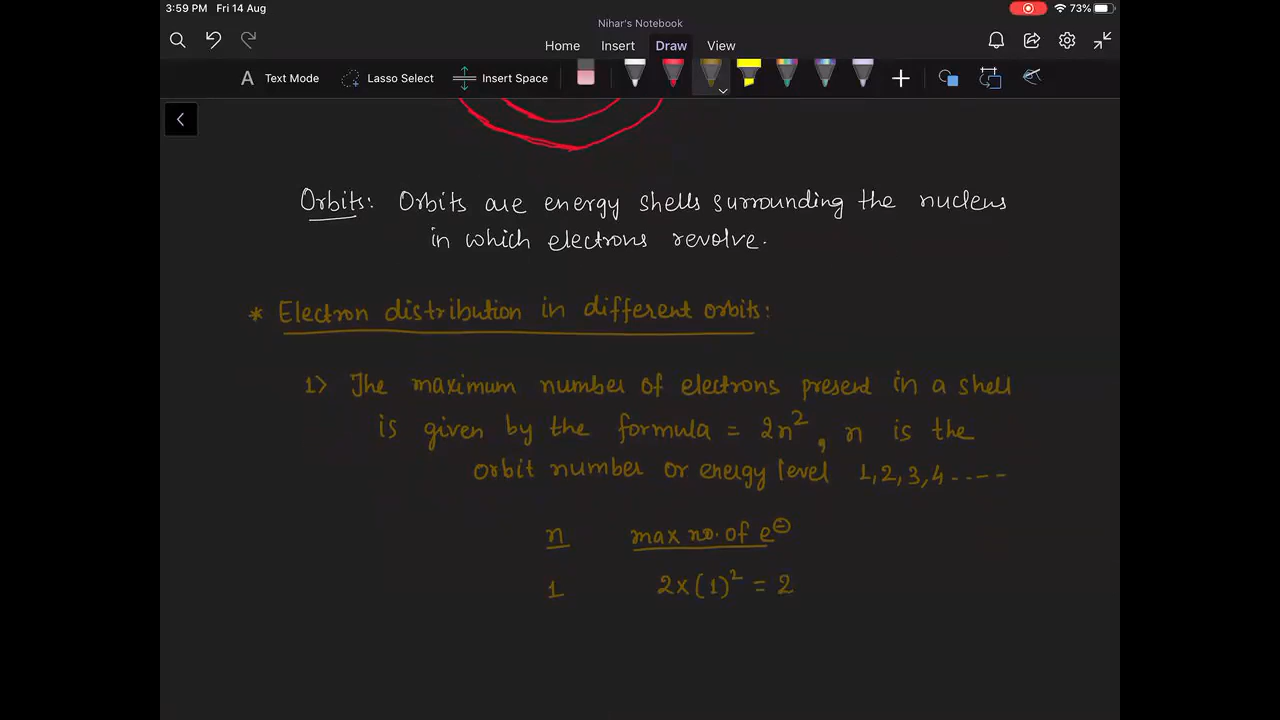 3:59 PM Fri 14 Aug
73%
Nihar's Notebook
Home Insert Draw View
Text Mode Lasso Select Insert Space
Orbits: Orbits are energy shells surrounding the nucleus
in which electrons revolve.
* Electron distribution in different orbits:
1> The maximum number of electrons present in a shell
is given by the formula = 2n², n is the
orbit number or energy level 1,2,3,4-----
n max no. of e⊖
1 2×(1)² = 2